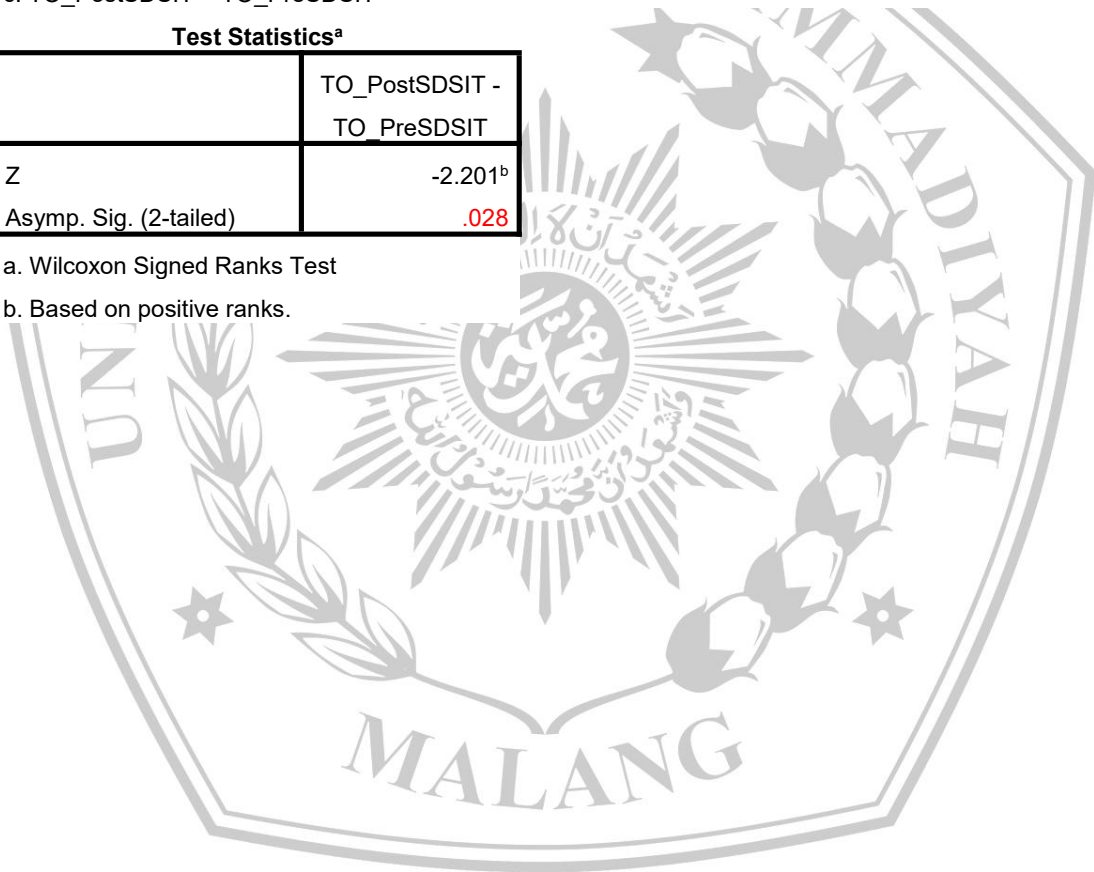 Test Statisticsᵃ
TO_PostSDSIT -
TO_PreSDSIT
Z -2.201ᵇ
Asymp. Sig. (2-tailed) .028
a. Wilcoxon Signed Ranks Test
b. Based on positive ranks.
MALANG